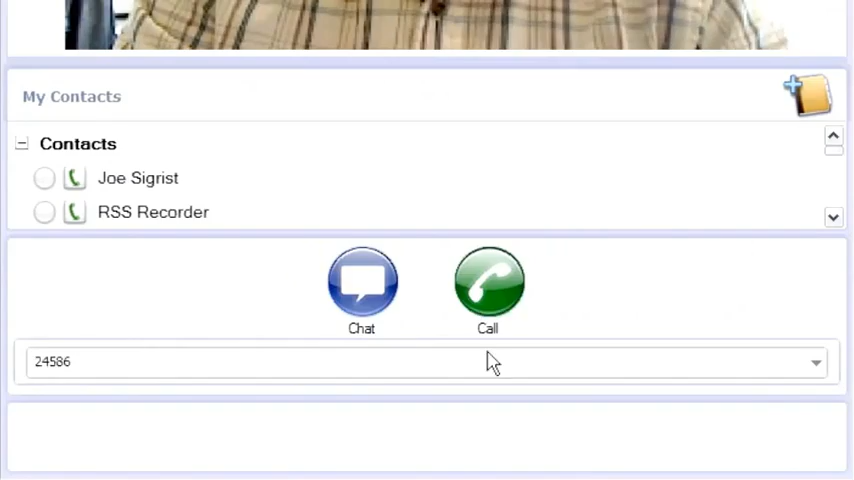 My Contacts
Contacts
Joe Sigrist
RSS Recorder
Chat
Call
24586